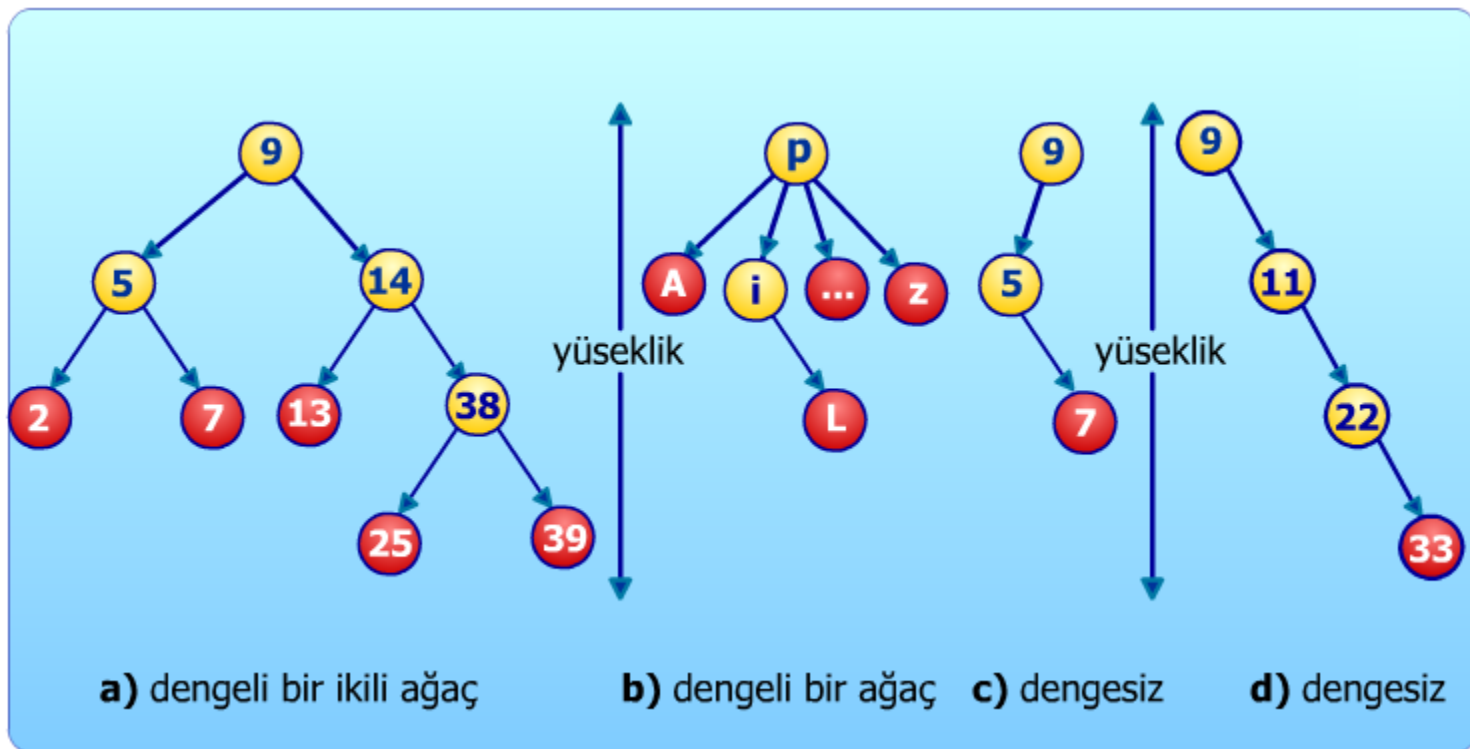 9
5
14
2
7
13
38
25
39
yüseklik
p
A
i
...
z
L
9
5
7
yüseklik
9
11
22
33
a) dengeli bir ikili ağaç
b) dengeli bir ağaç
c) dengesiz
d) dengesiz